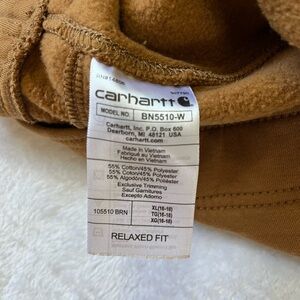 carhartt
MODEL NO. BN5510-W
Carhartt, Inc. P.O. Box 600
Dearborn, MI 48121, USA
carhartt.com
Made in Vietnam
Fabriqué au Vietnam
Hecho en Vietnam
55% Cotton/45% Polyester
55% Coton/45% Polyester
55% Algodón/45% Poliéster
Exclusive Trimming
Sauf Garnitures
Excepto Adorno
105510 BRN
XL(16-18)
TG(16-18)
XG(16-18)
RELAXED FIT